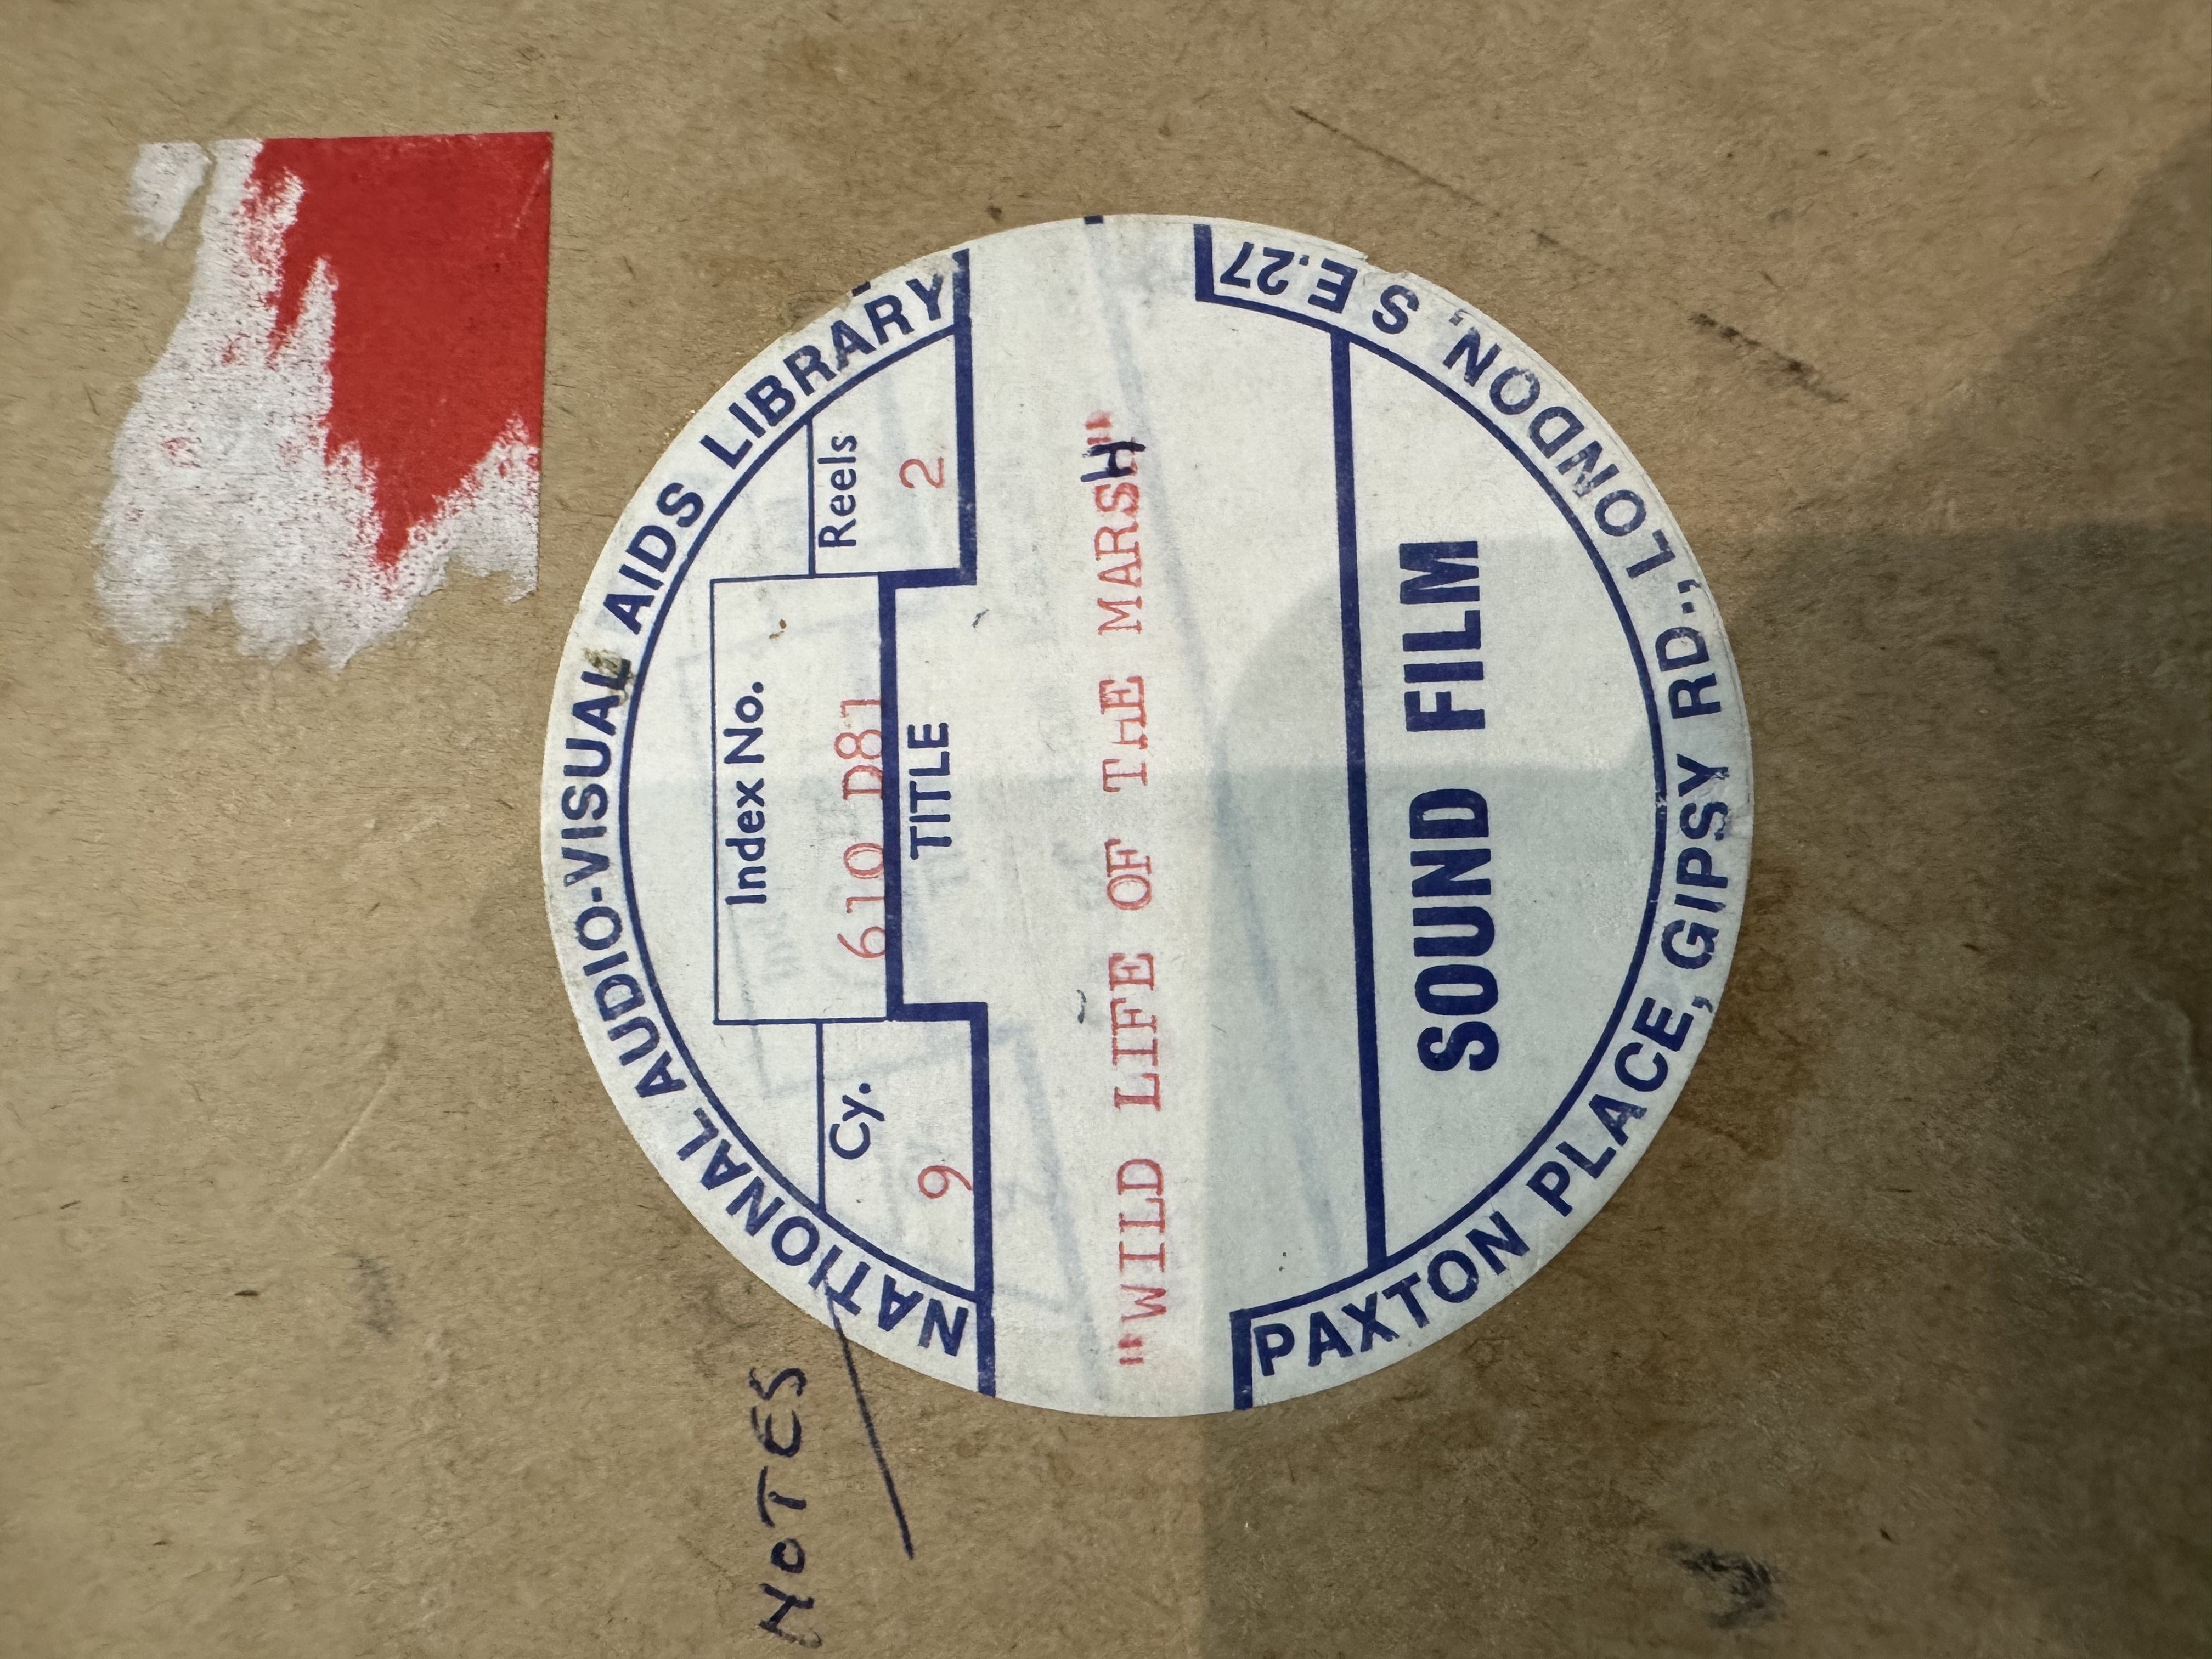 NATIONAL AUDIO-VISUAL AIDS LIBRARY
Index No.
610 D81
Cy.
9
Reels
2
TITLE
"WILD LIFE OF THE MARSH"
SOUND FILM
PAXTON PLACE, GIPSY RD., LONDON, S E.27
NOTES